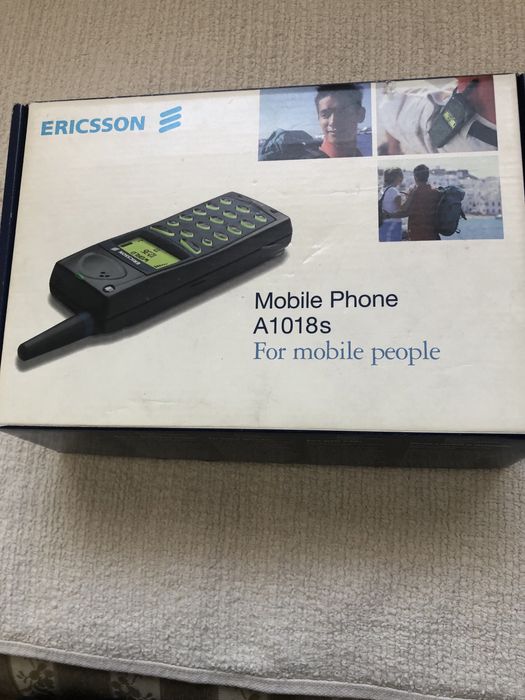 ERICSSON
Mobile Phone
A1018s
For mobile people